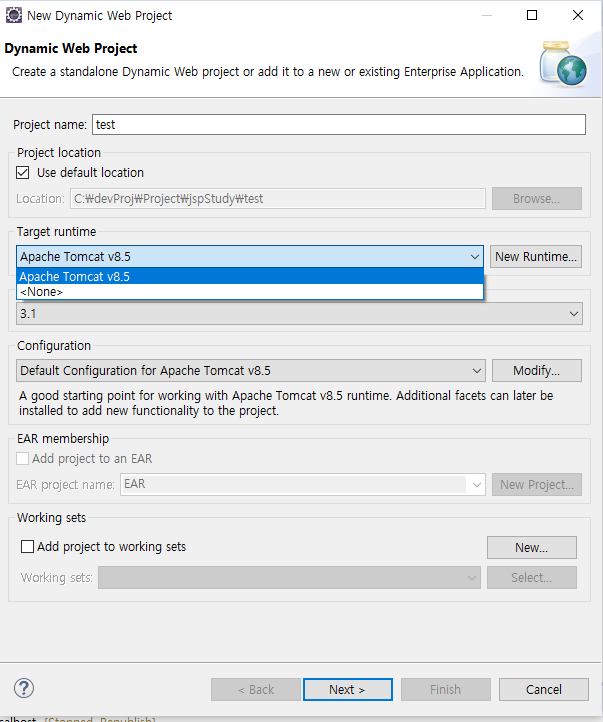 New Dynamic Web Project
Dynamic Web Project
Create a standalone Dynamic Web project or add it to a new or existing Enterprise Application.
Project name: test
Project location
Use default location
Location: C:₩devProj₩Project₩jspStudy₩test Browse...
Target runtime
Apache Tomcat v8.5 New Runtime...
Apache Tomcat v8.5
<None>
3.1
Configuration
Default Configuration for Apache Tomcat v8.5 Modify...
A good starting point for working with Apache Tomcat v8.5 runtime. Additional facets can later be
installed to add new functionality to the project.
EAR membership
Add project to an EAR
EAR project name: EAR New Project...
Working sets
Add project to working sets New...
Working sets: Select...
? < Back Next > Finish Cancel